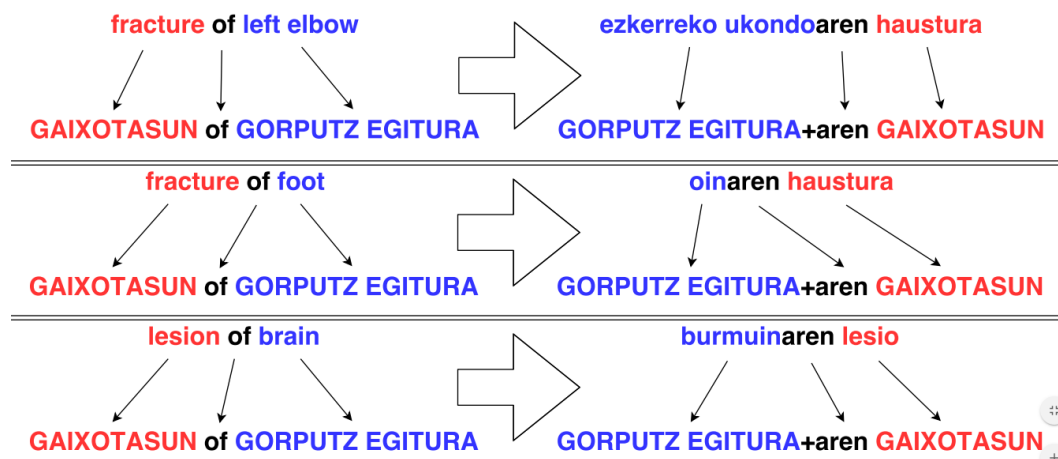 fracture of left elbow
ezkerreko ukondoaren haustura
GAIXOTASUN of GORPUTZ EGITURA
GORPUTZ EGITURA+aren GAIXOTASUN
fracture of foot
oinaren haustura
GAIXOTASUN of GORPUTZ EGITURA
GORPUTZ EGITURA+aren GAIXOTASUN
lesion of brain
burmuinaren lesio
GAIXOTASUN of GORPUTZ EGITURA
GORPUTZ EGITURA+aren GAIXOTASUN